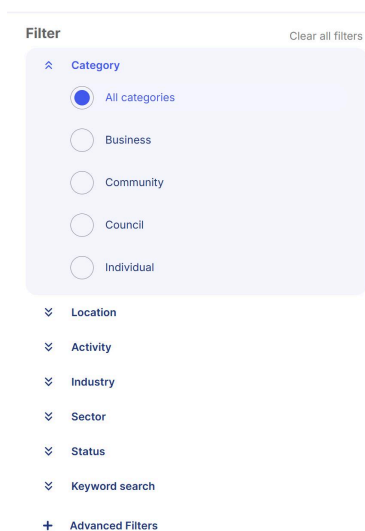 Filter
Clear all filters
Category
All categories
Business
Community
Council
Individual
Location
Activity
Industry
Sector
Status
Keyword search
Advanced Filters